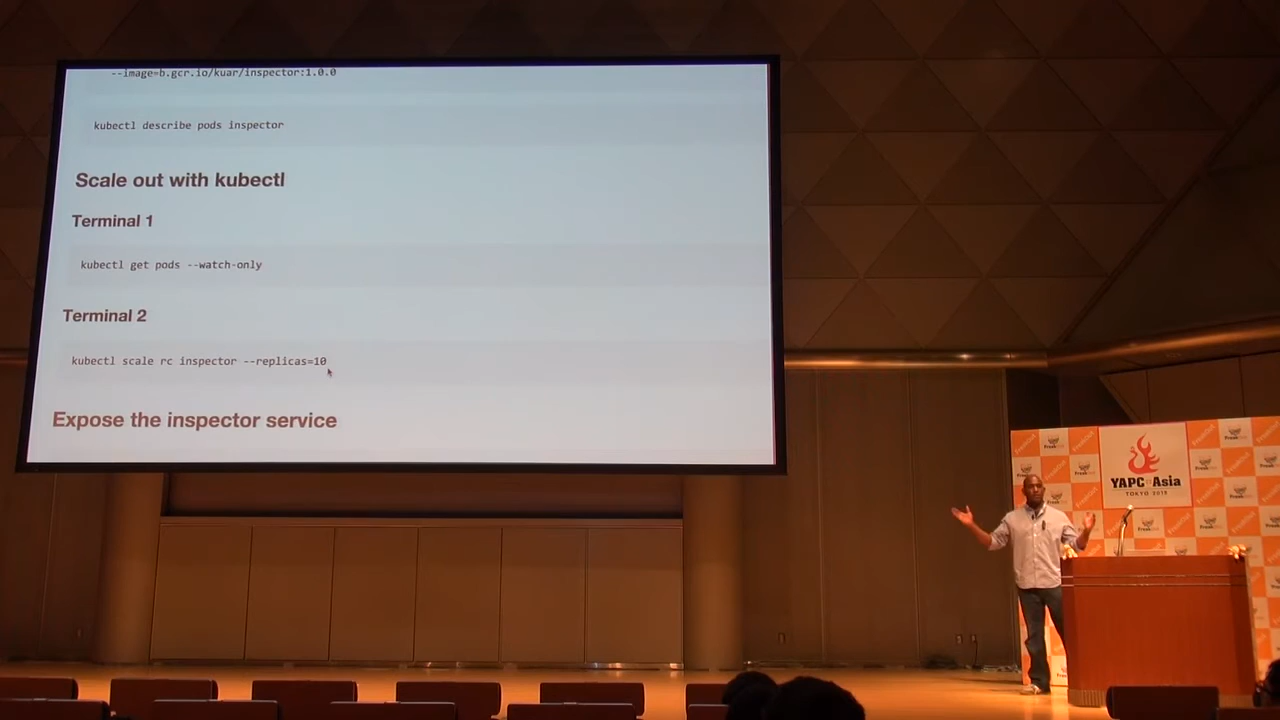 --image=b.gcr.io/kuar/inspector:1.0.0
kubectl describe pods inspector
Scale out with kubectl
Terminal 1
kubectl get pods --watch-only
Terminal 2
kubectl scale rc inspector --replicas=10
Expose the inspector service
YAPC Asia
TOKYO 2015
FreakOut